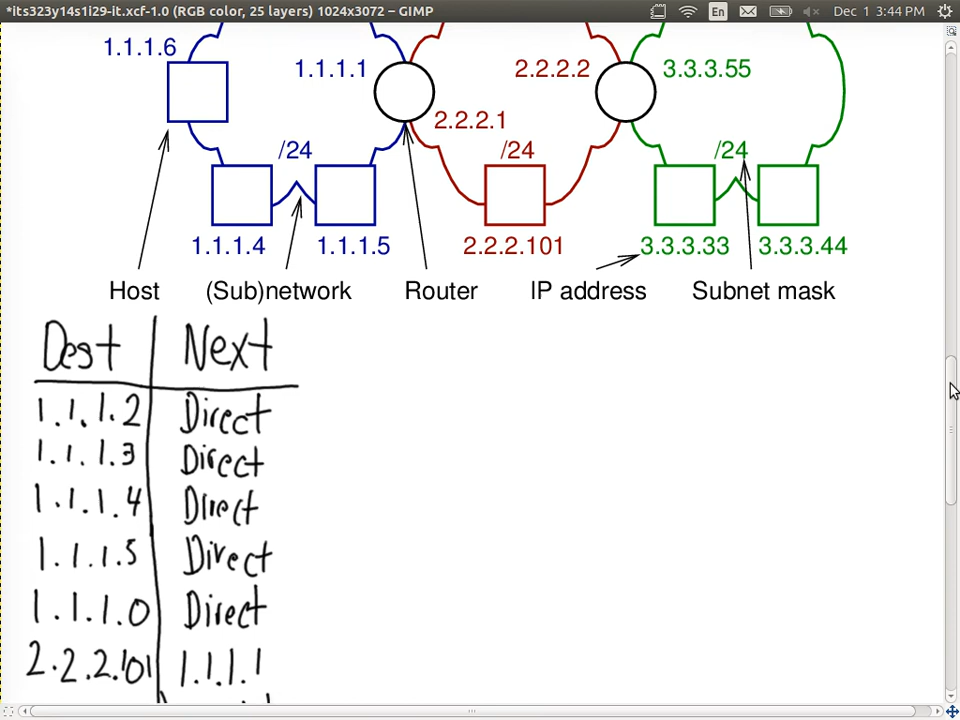 *its323y14s1i29-it.xcf-1.0 (RGB color, 25 layers) 1024x3072 – GIMP En Dec 1 3:44 PM
1.1.1.6
1.1.1.1 2.2.2.2 3.3.3.55
2.2.2.1
/24 /24 /24
1.1.1.4 1.1.1.5 2.2.2.101 3.3.3.33 3.3.3.44
Host (Sub)network Router IP address Subnet mask
Dest Next
1.1.1.2 Direct
1.1.1.3 Direct
1.1.1.4 Direct
1.1.1.5 Direct
1.1.1.0 Direct
2.2.2.101 1.1.1.1